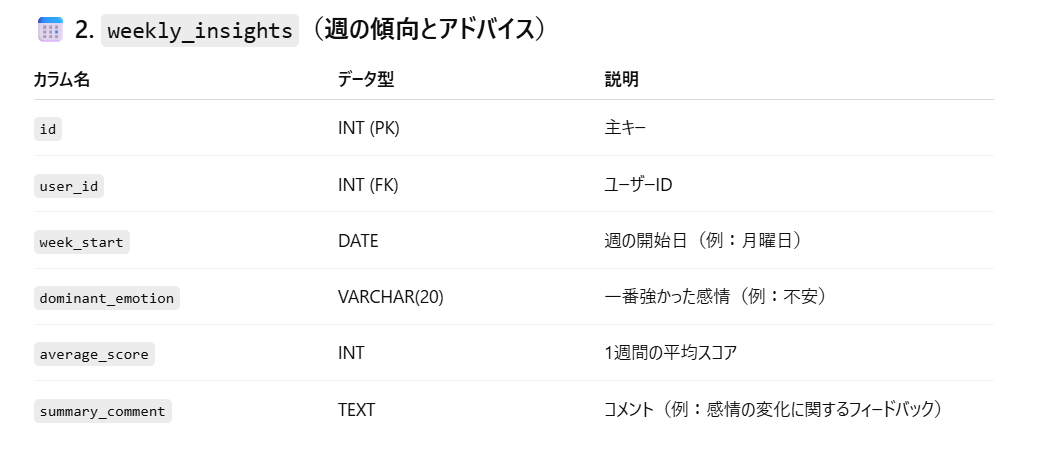 2. weekly_insights（週の傾向とアドバイス）
カラム名 データ型 説明
id INT (PK) 主キー
user_id INT (FK) ユーザーID
week_start DATE 週の開始日（例：月曜日）
dominant_emotion VARCHAR(20) 一番強かった感情（例：不安）
average_score INT 1週間の平均スコア
summary_comment TEXT コメント（例：感情の変化に関するフィードバック）